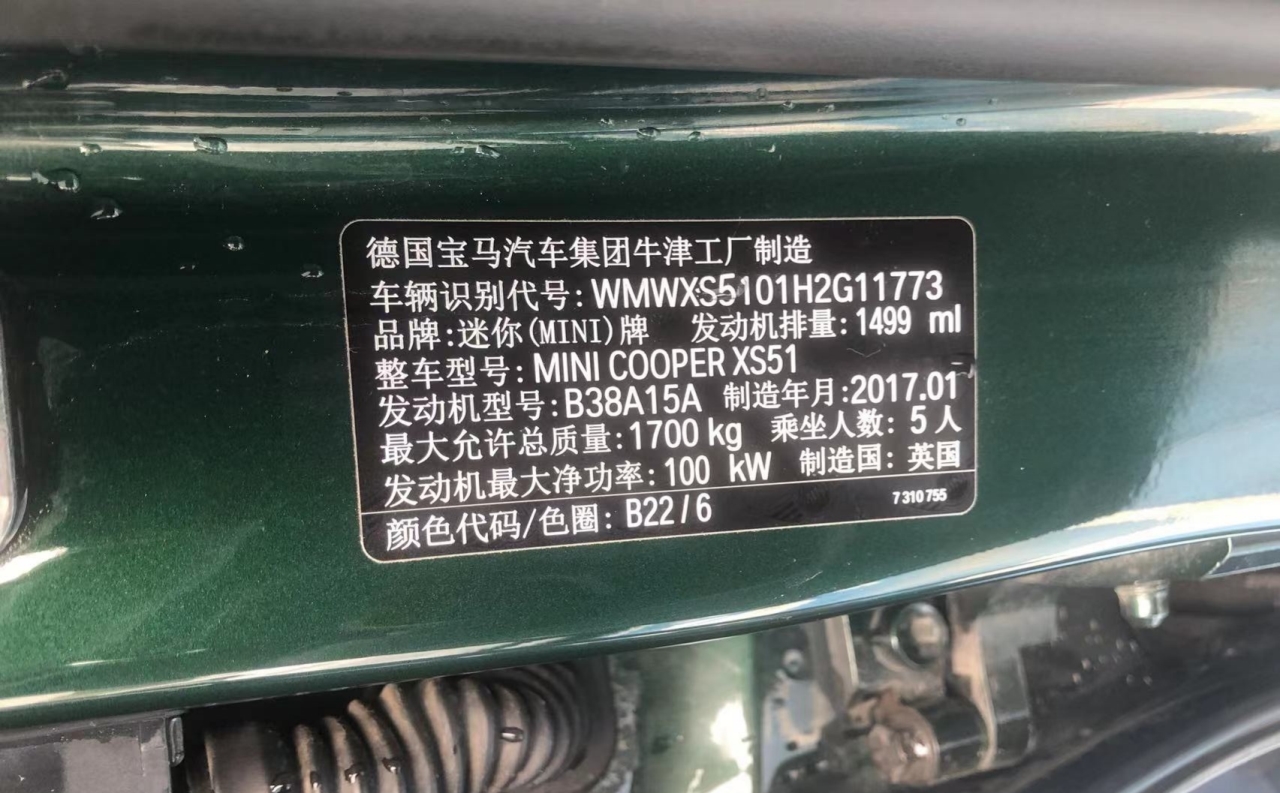 德国宝马汽车集团牛津工厂制造
车辆识别代号: WMWXS5101H2G11773
品牌:迷你(MINI)牌 发动机排量:1499 ml
整车型号: MINI COOPER XS51
发动机型号: B38A15A 制造年月:2017.01
最大允许总质量:1700 kg 乘坐人数: 5 人
发动机最大净功率: 100 kW 制造国: 英国
颜色代码/色圈: B22 / 6 7 310 755